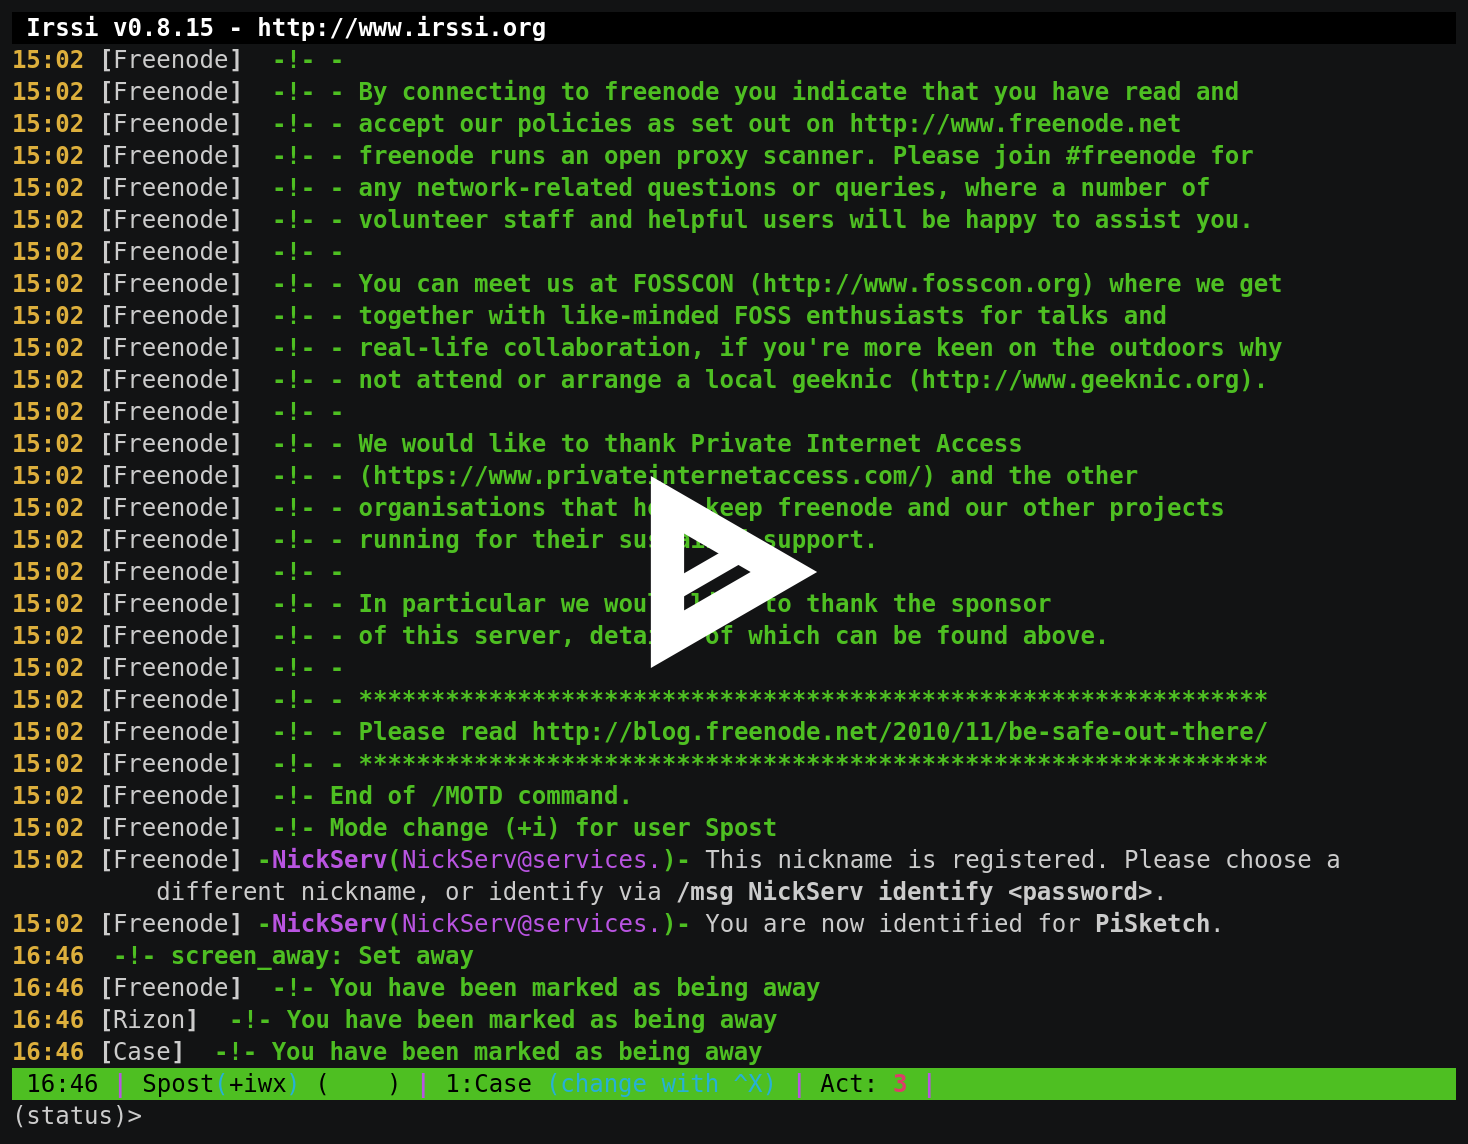 Irssi v0.8.15 - http://www.irssi.org
15:02 [Freenode]  -!- -
15:02 [Freenode]  -!- - By connecting to freenode you indicate that you have read and
15:02 [Freenode]  -!- - accept our policies as set out on http://www.freenode.net
15:02 [Freenode]  -!- - freenode runs an open proxy scanner. Please join #freenode for
15:02 [Freenode]  -!- - any network-related questions or queries, where a number of
15:02 [Freenode]  -!- - volunteer staff and helpful users will be happy to assist you.
15:02 [Freenode]  -!- -
15:02 [Freenode]  -!- - You can meet us at FOSSCON (http://www.fosscon.org) where we get
15:02 [Freenode]  -!- - together with like-minded FOSS enthusiasts for talks and
15:02 [Freenode]  -!- - real-life collaboration, if you're more keen on the outdoors why
15:02 [Freenode]  -!- - not attend or arrange a local geeknic (http://www.geeknic.org).
15:02 [Freenode]  -!- -
15:02 [Freenode]  -!- - We would like to thank Private Internet Access
15:02 [Freenode]  -!- - (https://www.privateinternetaccess.com/) and the other
15:02 [Freenode]  -!- - organisations that keep freenode and our other projects
15:02 [Freenode]  -!- - running for their support.
15:02 [Freenode]  -!- -
15:02 [Freenode]  -!- - In particular we would like to thank the sponsor
15:02 [Freenode]  -!- - of this server, details of which can be found above.
15:02 [Freenode]  -!- -
15:02 [Freenode]  -!- - ***************************************************************
15:02 [Freenode]  -!- - Please read http://blog.freenode.net/2010/11/be-safe-out-there/
15:02 [Freenode]  -!- - ***************************************************************
15:02 [Freenode]  -!- End of /MOTD command.
15:02 [Freenode]  -!- Mode change (+i) for user Spost
15:02 [Freenode] -NickServ(NickServ@services.)- This nickname is registered. Please choose a
different nickname, or identify via /msg NickServ identify <password>.
15:02 [Freenode] -NickServ(NickServ@services.)- You are now identified for PiSketch.
16:46  -!- screen_away: Set away
16:46 [Freenode]  -!- You have been marked as being away
16:46 [Rizon]  -!- You have been marked as being away
16:46 [Case]  -!- You have been marked as being away
16:46 | Spost(+iwx) (    ) | 1:Case (change with ^X) | Act: 3 |
(status)>